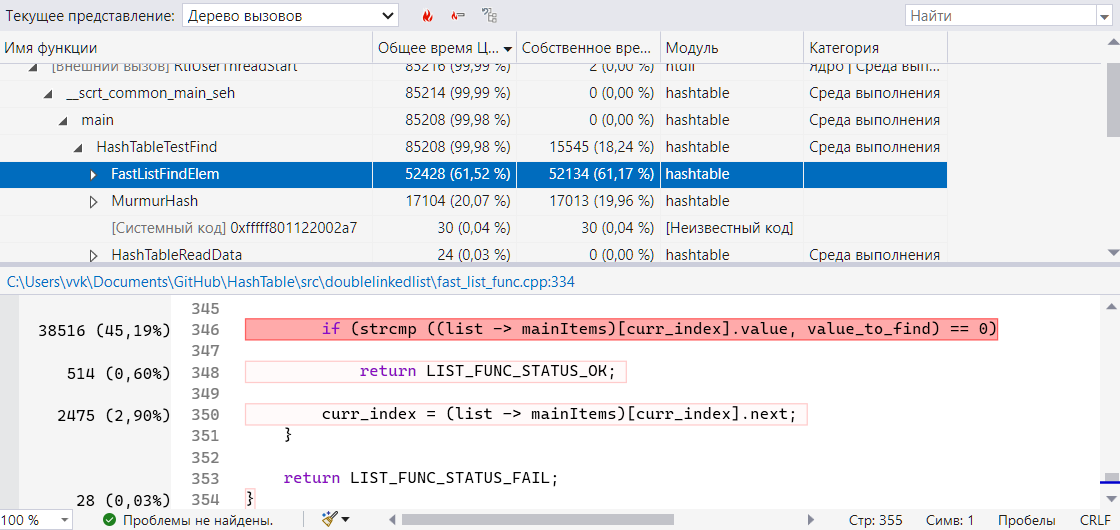 Текущее представление: Дерево вызовов Найти
Имя функции Общее время Ц... Собственное вре... Модуль Категория
[Внешний вызов] RtlUserThreadStart 85216 (99,99 %) 2 (0,00 %) ntdll Ядро | Среда вып...
__scrt_common_main_seh 85214 (99,99 %) 0 (0,00 %) hashtable Среда выполнения
main 85208 (99,98 %) 0 (0,00 %) hashtable Среда выполнения
HashTableTestFind 85208 (99,98 %) 15545 (18,24 %) hashtable Среда выполнения
FastListFindElem 52428 (61,52 %) 52134 (61,17 %) hashtable
MurmurHash 17104 (20,07 %) 17013 (19,96 %) hashtable
[Системный код] 0xfffff801122002a7 30 (0,04 %) 30 (0,04 %) [Неизвестный код]
HashTableReadData 24 (0,03 %) 0 (0,00 %) hashtable Среда выполнения
C:\Users\vvk\Documents\GitHub\HashTable\src\doublelinkedlist\fast_list_func.cpp:334
345
38516 (45,19%) 346 if (strcmp ((list -> mainItems)[curr_index].value, value_to_find) == 0)
347
514 (0,60%) 348 return LIST_FUNC_STATUS_OK;
349
2475 (2,90%) 350 curr_index = (list -> mainItems)[curr_index].next;
351 }
352
353 return LIST_FUNC_STATUS_FAIL;
28 (0,03%) 354 }
100 % Проблемы не найдены. Стр: 355 Симв: 1 Пробелы CRLF